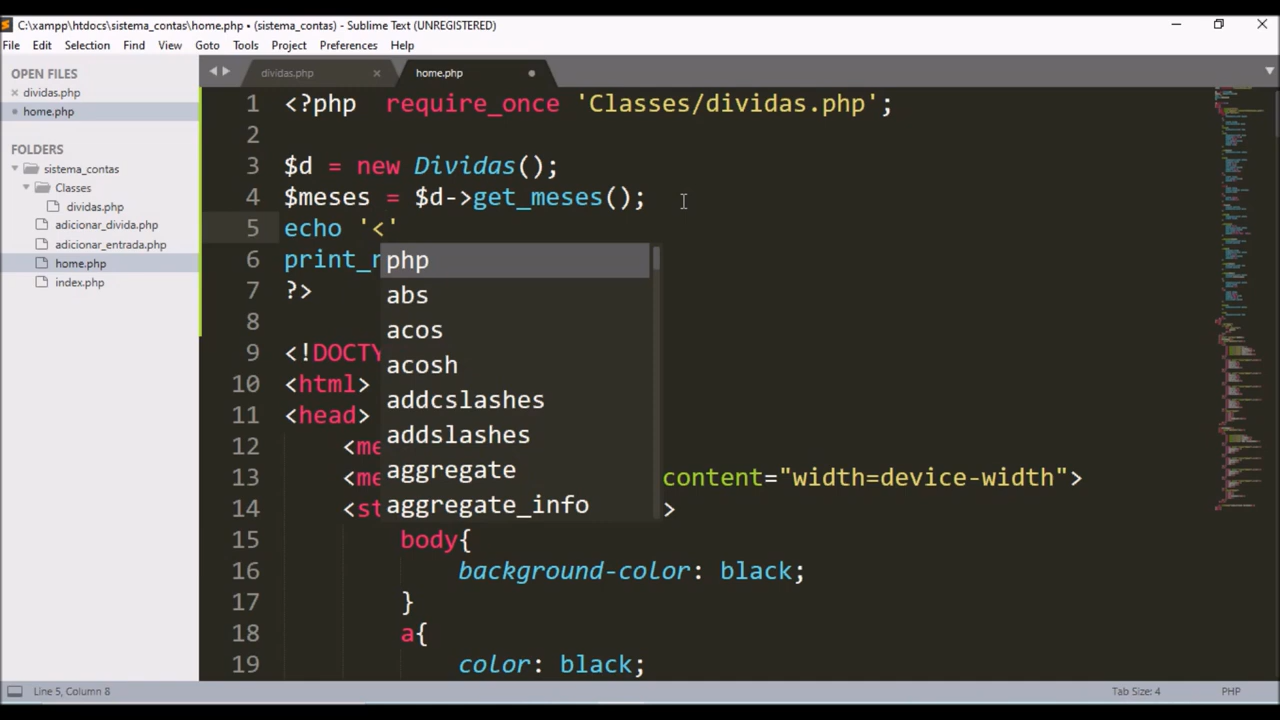 C:\xampp\htdocs\sistema_contas\home.php • (sistema_contas) - Sublime Text (UNREGISTERED)
File Edit Selection Find View Goto Tools Project Preferences Help
OPEN FILES
dividas.php
home.php
FOLDERS
sistema_contas
Classes
dividas.php
adicionar_divida.php
adicionar_entrada.php
home.php
index.php
dividas.php home.php
1 <?php require_once 'Classes/dividas.php';
2
3 $d = new Dividas();
4 $meses = $d->get_meses();
5 echo '<'
6 print_r
7 ?>
8
9 <!DOCTY
10 <html>
11 <head>
12 <me
13 <me content="width=device-width">
14 <st >
15 body{
16 background-color: black;
17 }
18 a{
19 color: black;
php
abs
acos
acosh
addcslashes
addslashes
aggregate
aggregate_info
Line 5, Column 8 Tab Size: 4 PHP